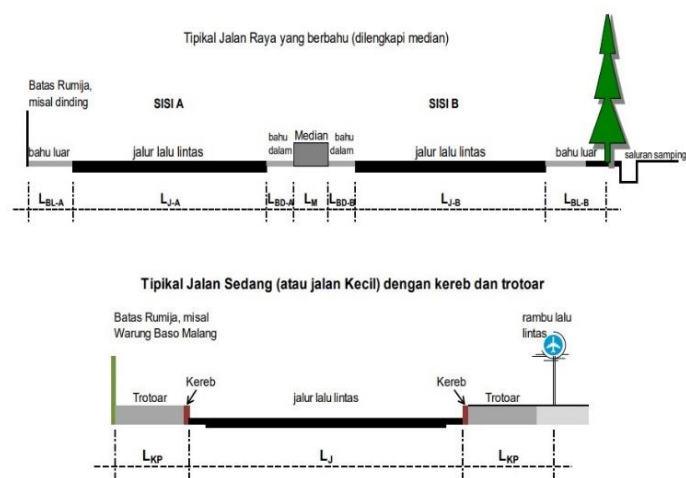 Tipikal Jalan Raya yang berbahu (dilengkapi median)
Batas Rumija,
misal dinding
SISI A
SISI B
bahu luar
jalur lalu lintas
bahu
dalam
Median
bahu
dalam
jalur lalu lintas
bahu luar
saluran samping
LBL-A
LJ-A
LBD-A
LM
LBD-B
LJ-B
LBL-B
Tipikal Jalan Sedang (atau jalan Kecil) dengan kereb dan trotoar
Batas Rumija, misal
Warung Baso Malang
rambu lalu
lintas
Trotoar
Kereb
jalur lalu lintas
Kereb
Trotoar
LKP
LJ
LKP